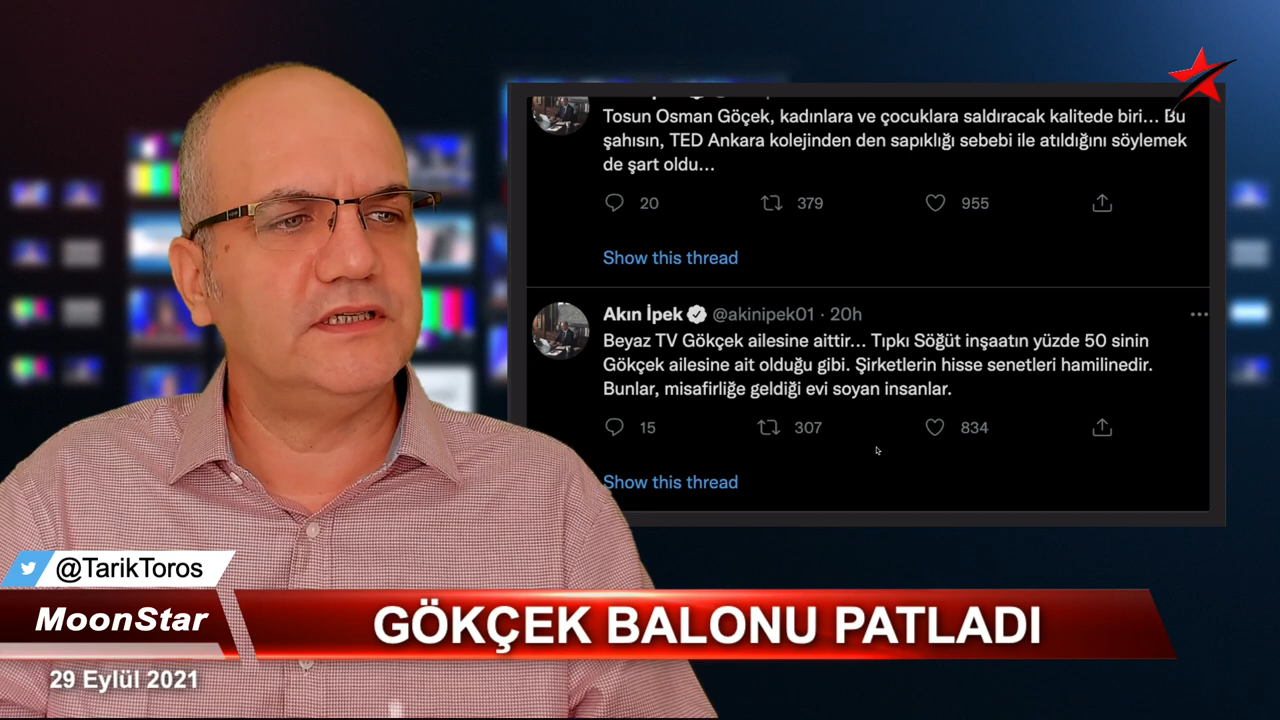 Tosun Osman Göçek, kadınlara ve çocuklara saldıracak kalitede biri... Bu
şahısın, TED Ankara kolejinden den sapıklığı sebebi ile atıldığını söylemek
de şart oldu...
20 379 955
Show this thread
Akın İpek @akinipek01 · 20h
Beyaz TV Gökçek ailesine aittir... Tıpkı Söğüt inşaatın yüzde 50 sinin
Gökçek ailesine ait olduğu gibi. Şirketlerin hisse senetleri hamilinedir.
Bunlar, misafirliğe geldiği evi soyan insanlar.
15 307 834
Show this thread
@TarikToros
MoonStar
GÖKÇEK BALONU PATLADI
29 Eylül 2021